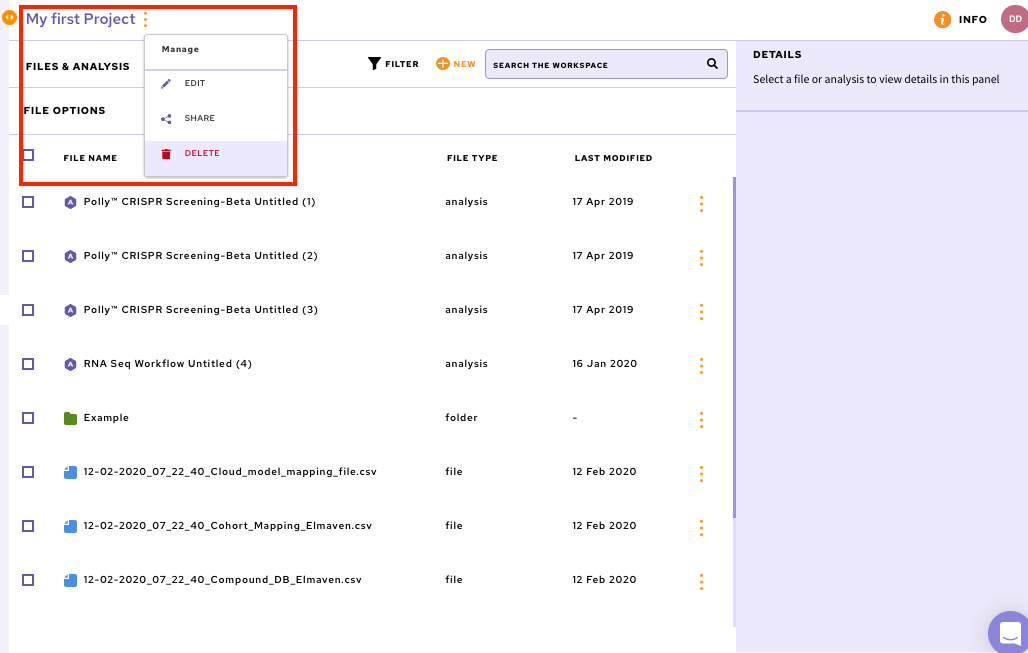 My first Project
INFO
DD
Manage
EDIT
SHARE
DELETE
FILES & ANALYSIS
FILTER
NEW
SEARCH THE WORKSPACE
DETAILS
Select a file or analysis to view details in this panel
FILE OPTIONS
FILE NAME FILE TYPE LAST MODIFIED
A Polly™ CRISPR Screening-Beta Untitled (1) analysis 17 Apr 2019
A Polly™ CRISPR Screening-Beta Untitled (2) analysis 17 Apr 2019
A Polly™ CRISPR Screening-Beta Untitled (3) analysis 17 Apr 2019
A RNA Seq Workflow Untitled (4) analysis 16 Jan 2020
Example folder -
12-02-2020_07_22_40_Cloud_model_mapping_file.csv file 12 Feb 2020
12-02-2020_07_22_40_Cohort_Mapping_Elmaven.csv file 12 Feb 2020
12-02-2020_07_22_40_Compound_DB_Elmaven.csv file 12 Feb 2020